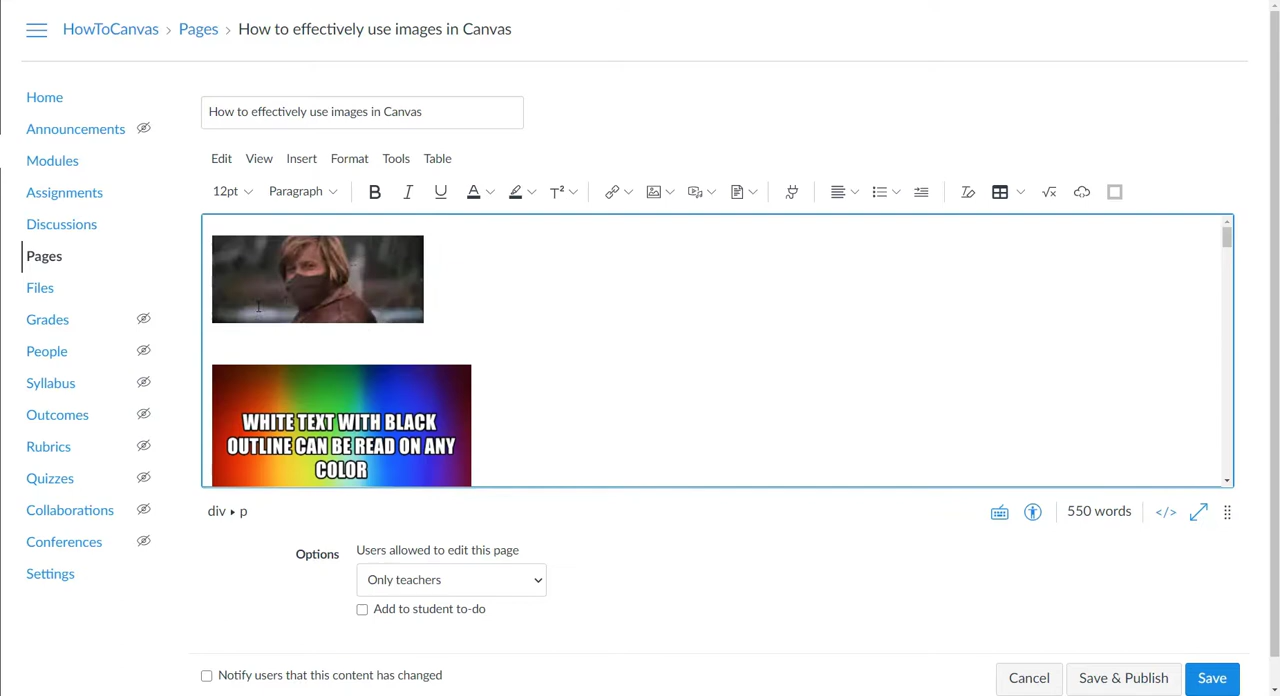 HowToCanvas › Pages › How to effectively use images in Canvas
Home
Announcements
Modules
Assignments
Discussions
Pages
Files
Grades
People
Syllabus
Outcomes
Rubrics
Quizzes
Collaborations
Conferences
Settings
How to effectively use images in Canvas
Edit View Insert Format Tools Table
12pt Paragraph B I U A T² √x
WHITE TEXT WITH BLACK
OUTLINE CAN BE READ ON ANY
COLOR
div ▸ p
550 words </>
Options Users allowed to edit this page
Only teachers
Add to student to-do
Notify users that this content has changed
Cancel Save & Publish Save